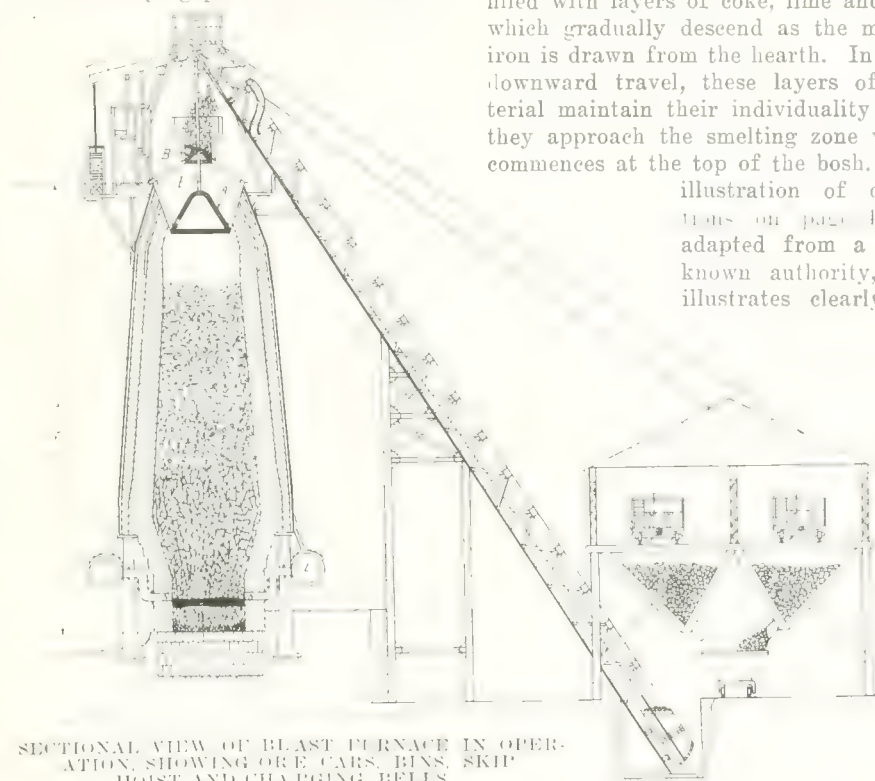 filled with layers of coke, lime and
which gradually descend as the m
iron is drawn from the hearth. In
downward travel, these layers of
terial maintain their individuality
they approach the smelting zone
commences at the top of the bosh.
illustration of
tions on page
adapted from a
known authority,
illustrates clearly
B
SECTIONAL VIEW OF BLAST FURNACE IN OPER-
ATION, SHOWING ORE CARS, BINS, SKIP
HOIST AND CHARGING BELLS